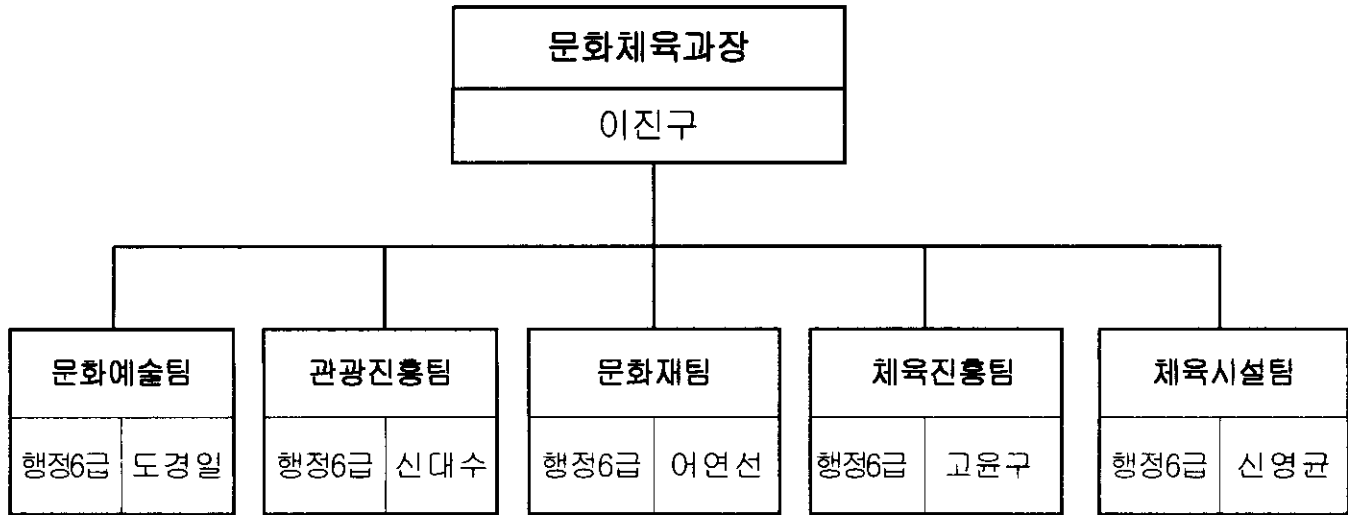 문화체육과장
이진구
문화예술팀 관광진흥팀 문화재팀 체육진흥팀 체육시설팀
행정6급 도경일 행정6급 신대수 행정6급 어연선 행정6급 고윤구 행정6급 신영균